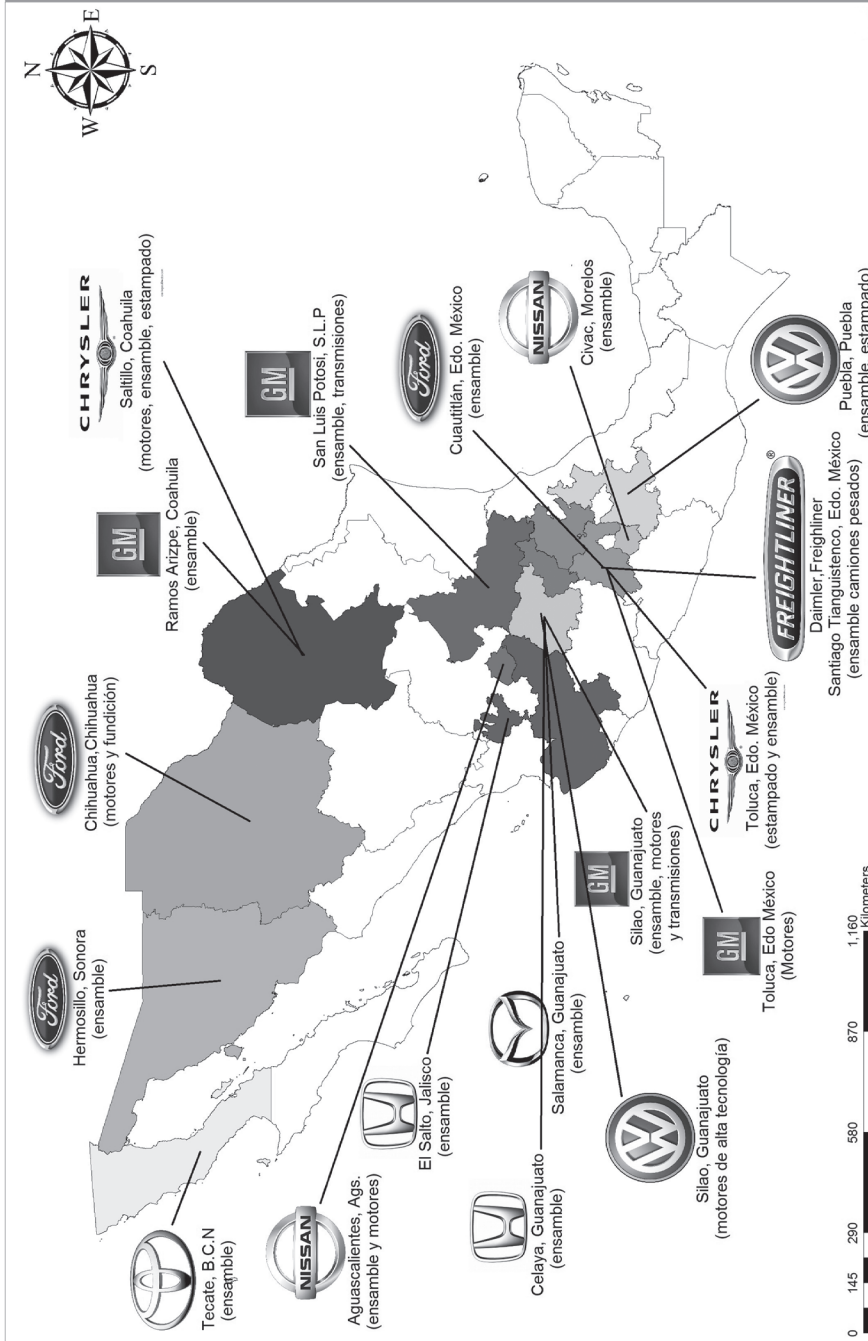 N
E
S
W
CHRYSLER
Saltillo, Coahuila
(motores, ensamble, estampado)
GM
Ramos Arizpe, Coahuila
(ensamble)
GM
San Luis Potosi, S.L.P
(ensamble, transmisiones)
Ford
Cuautitlán, Edo. México
(ensamble)
NISSAN
Civac, Morelos
(ensamble)
Ford
Chihuahua,Chihuahua
(motores y fundición)
Ford
Hermosillo, Sonora
(ensamble)
Tecate, B.C.N
(ensamble)
NISSAN
Aguascalientes, Ags.
(ensamble y motores)
El Salto, Jalisco
(ensamble)
Celaya, Guanajuato
(ensamble)
Salamanca, Guanajuato
(ensamble)
VW
Silao, Guanajuato
(motores de alta tecnología)
GM
Silao, Guanajuato
(ensamble, motores
y transmisiones)
GM
Toluca, Edo México
(Motores)
CHRYSLER
Toluca, Edo. México
(estampado y ensamble)
FREIGHTLINER ®
Daimler,Freighliner
Santiago Tianguistenco, Edo. México
(ensamble camiones pesados)
VW
Puebla, Puebla
(ensamble, estampado)
0 145 290 580 870 1,160
Kilometers